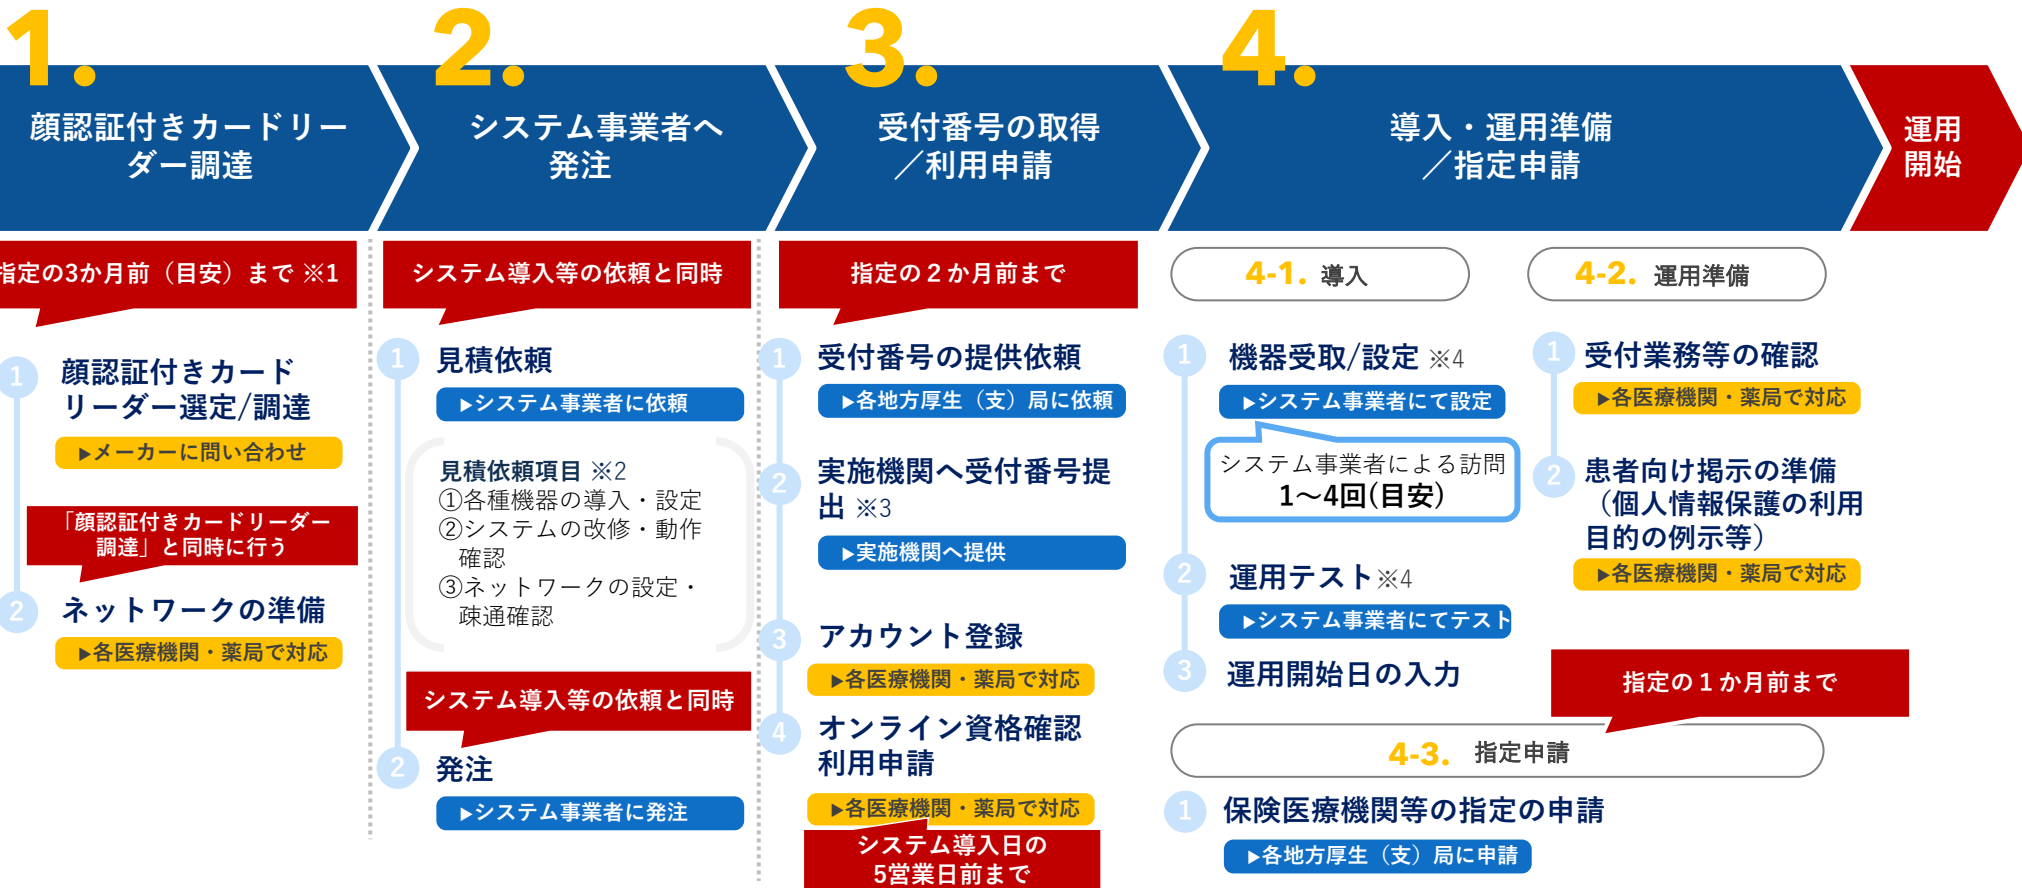 1.
顔認証付きカードリー
ダー調達
2.
システム事業者へ
発注
3.
受付番号の取得
／利用申請
4.
導入・運用準備
／指定申請
運用
開始
指定の3か月前（目安）まで ※1
1
顔認証付きカード
リーダー選定/調達
▶メーカーに問い合わせ
「顔認証付きカードリーダー
調達」と同時に行う
2
ネットワークの準備
▶各医療機関・薬局で対応
システム導入等の依頼と同時
1
見積依頼
▶システム事業者に依頼
見積依頼項目 ※2
①各種機器の導入・設定
②システムの改修・動作
確認
③ネットワークの設定・
疎通確認
システム導入等の依頼と同時
2
発注
▶システム事業者に発注
指定の２か月前まで
1
受付番号の提供依頼
▶各地方厚生（支）局に依頼
2
実施機関へ受付番号提
出 ※3
▶実施機関へ提供
3
アカウント登録
▶各医療機関・薬局で対応
4
オンライン資格確認
利用申請
▶各医療機関・薬局で対応
システム導入日の
5営業日前まで
4-1. 導入
1
機器受取/設定 ※4
▶システム事業者にて設定
システム事業者による訪問
1～4回(目安)
2
運用テスト※4
▶システム事業者にてテスト
3
運用開始日の入力
4-2. 運用準備
1
受付業務等の確認
▶各医療機関・薬局で対応
2
患者向け掲示の準備
（個人情報保護の利用
目的の例示等）
▶各医療機関・薬局で対応
指定の１か月前まで
4-3. 指定申請
1
保険医療機関等の指定の申請
▶各地方厚生（支）局に申請